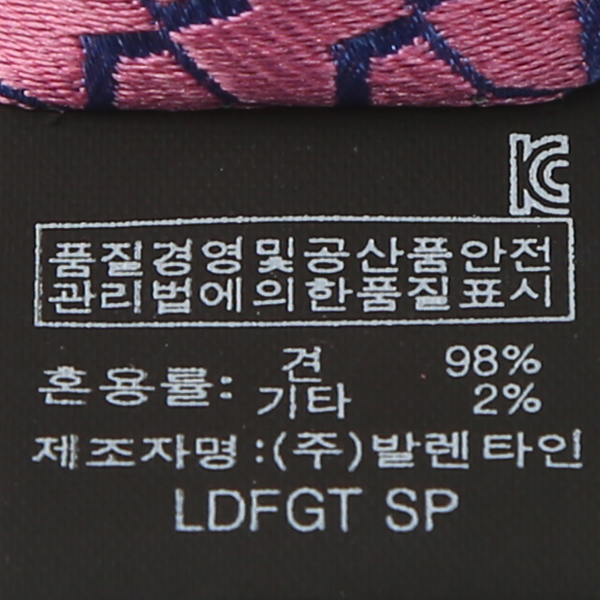 KC
품질경영및공산품안전
관리법에의한품질표시
혼용률: 견 98%
기타 2%
제조자명:(주)발렌타인
LDFGT SP